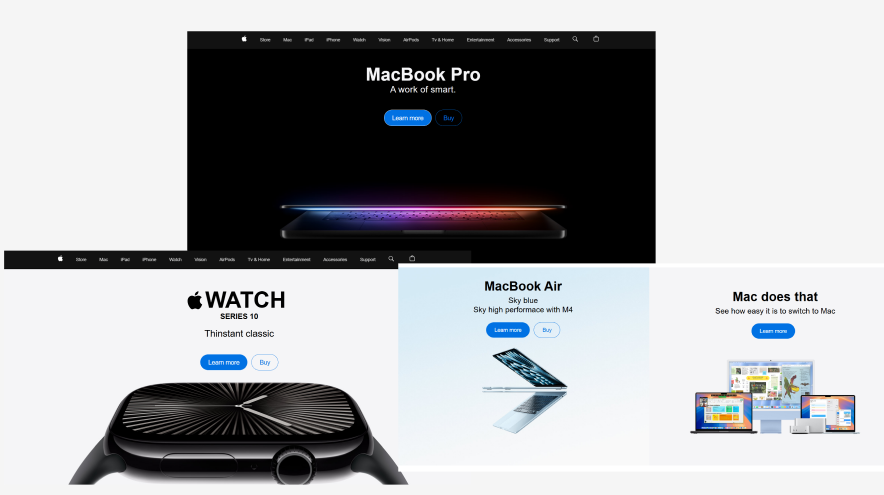 Store Mac iPad iPhone Watch Vision AirPods Tv & Home Entertainment Accessories Support
MacBook Pro
A work of smart.
Learn more Buy
Store Mac iPad iPhone Watch Vision AirPods Tv & Home Entertainment Accessories Support
WATCH
SERIES 10
Thinstant classic
Learn more Buy
MacBook Air
Sky blue
Sky high performace with M4
Learn more Buy
Mac does that
See how easy it is to switch to Mac
Learn more